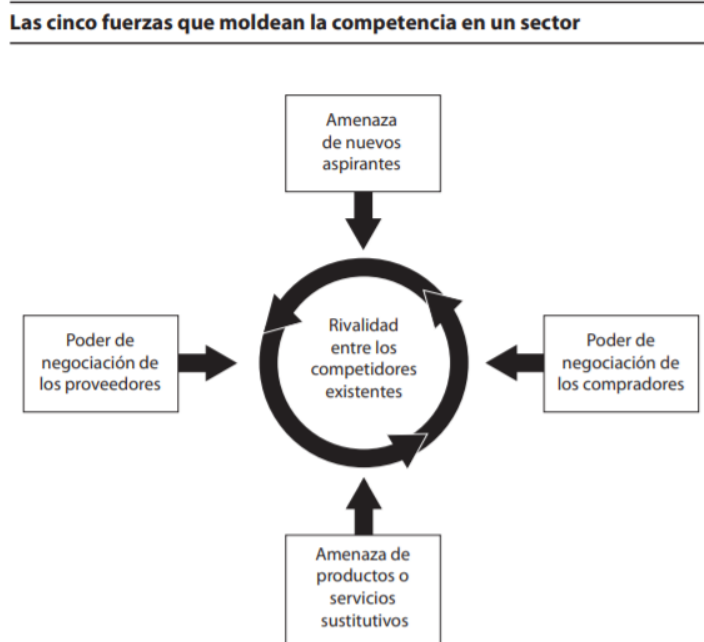 Las cinco fuerzas que moldean la competencia en un sector
Amenaza
de nuevos
aspirantes
Poder de
negociación de
los proveedores
Rivalidad
entre los
competidores
existentes
Poder de
negociación de
los compradores
Amenaza de
productos o
servicios
sustitutivos